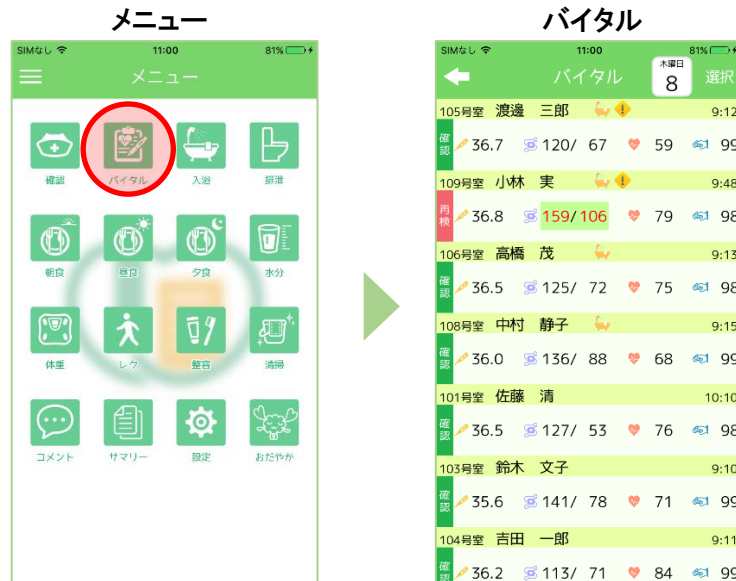 メニュー
SIMなし 11:00 81%
メニュー
確認 バイタル 入浴 排泄
朝食 昼食 夕食 水分
体重 レク 整容 清掃
コメント サマリー 設定 おだやか
バイタル
SIMなし 11:00 81%
バイタル 木曜日 8 選択
105号室 渡邊 三郎 9:12
確認 36.7 120/ 67 59 99
109号室 小林 実 9:48
再検 36.8 159/106 79 98
106号室 高橋 茂 9:13
確認 36.5 125/ 72 75 98
108号室 中村 静子 9:15
確認 36.0 136/ 88 68 99
101号室 佐藤 清 10:10
確認 36.5 127/ 53 76 98
103号室 鈴木 文子 9:10
確認 35.6 141/ 78 71 99
104号室 吉田 一郎 9:11
確認 36.2 113/ 71 84 99